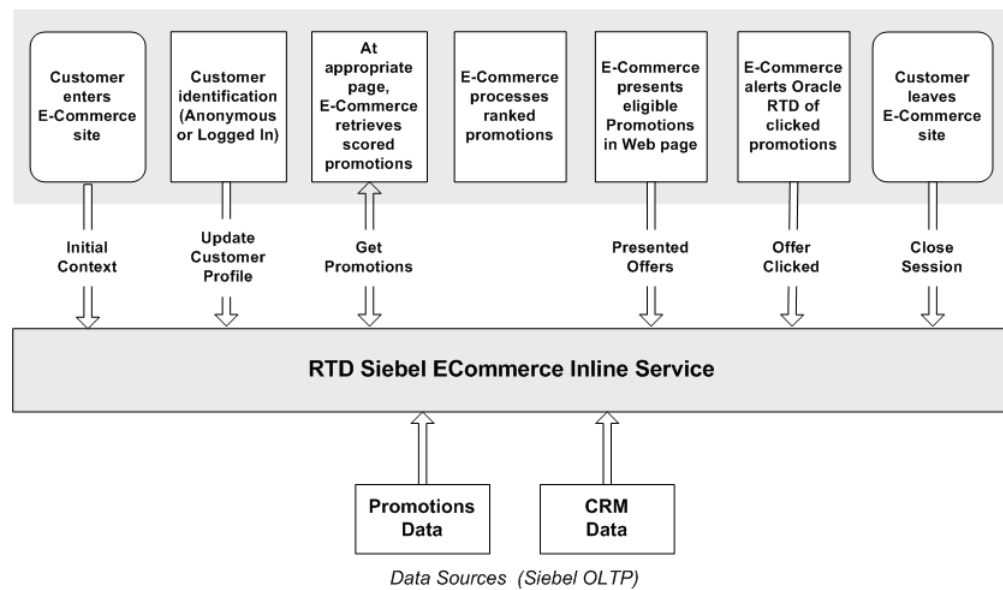 Customer
enters
E-Commerce
site
Customer
identification
(Anonymous
or Logged In)
At
appropriate
page,
E-Commerce
retrieves
scored
promotions
E-Commerce
processes
ranked
promotions
E-Commerce
presents
eligible
Promotions
in Web page
E-Commerce
alerts Oracle
RTD of
clicked
promotions
Customer
leaves
E-Commerce
site
Initial
Context
Update
Customer
Profile
Get
Promotions
Presented
Offers
Offer
Clicked
Close
Session
RTD Siebel ECommerce Inline Service
Promotions
Data
CRM
Data
Data Sources (Siebel OLTP)